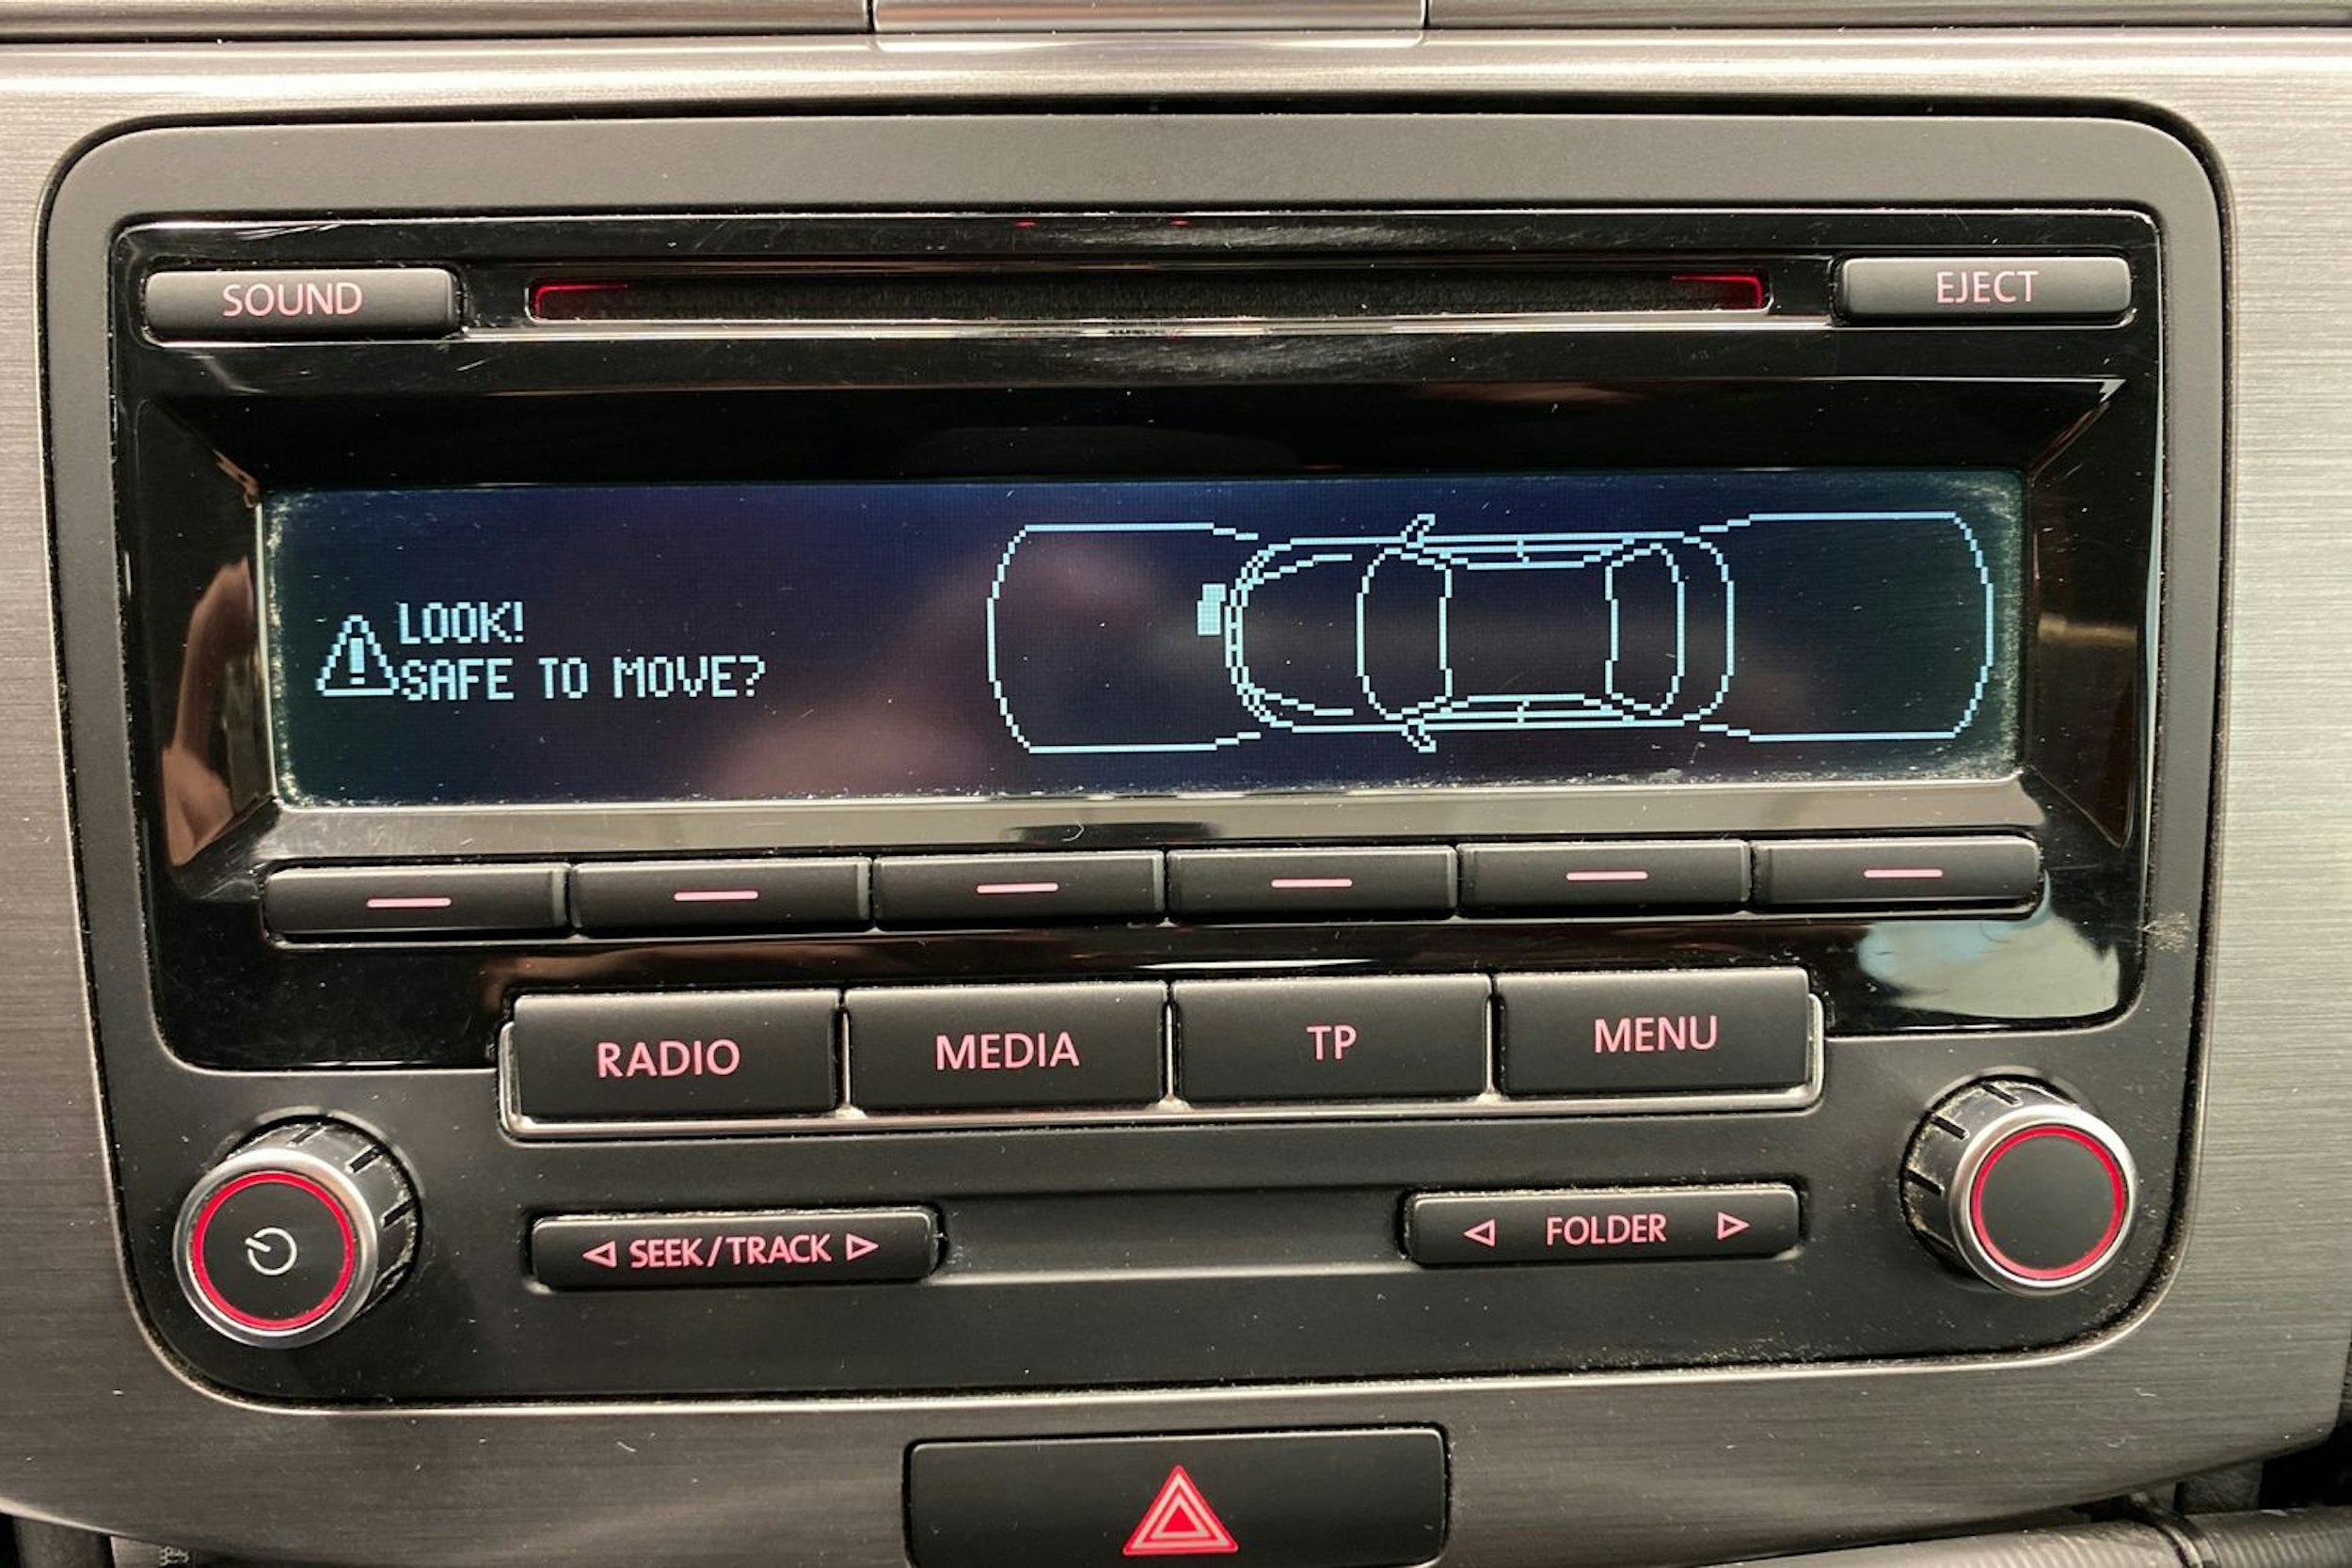 SOUND
EJECT
LOOK!
SAFE TO MOVE?
RADIO
MEDIA
TP
MENU
SEEK/TRACK
FOLDER